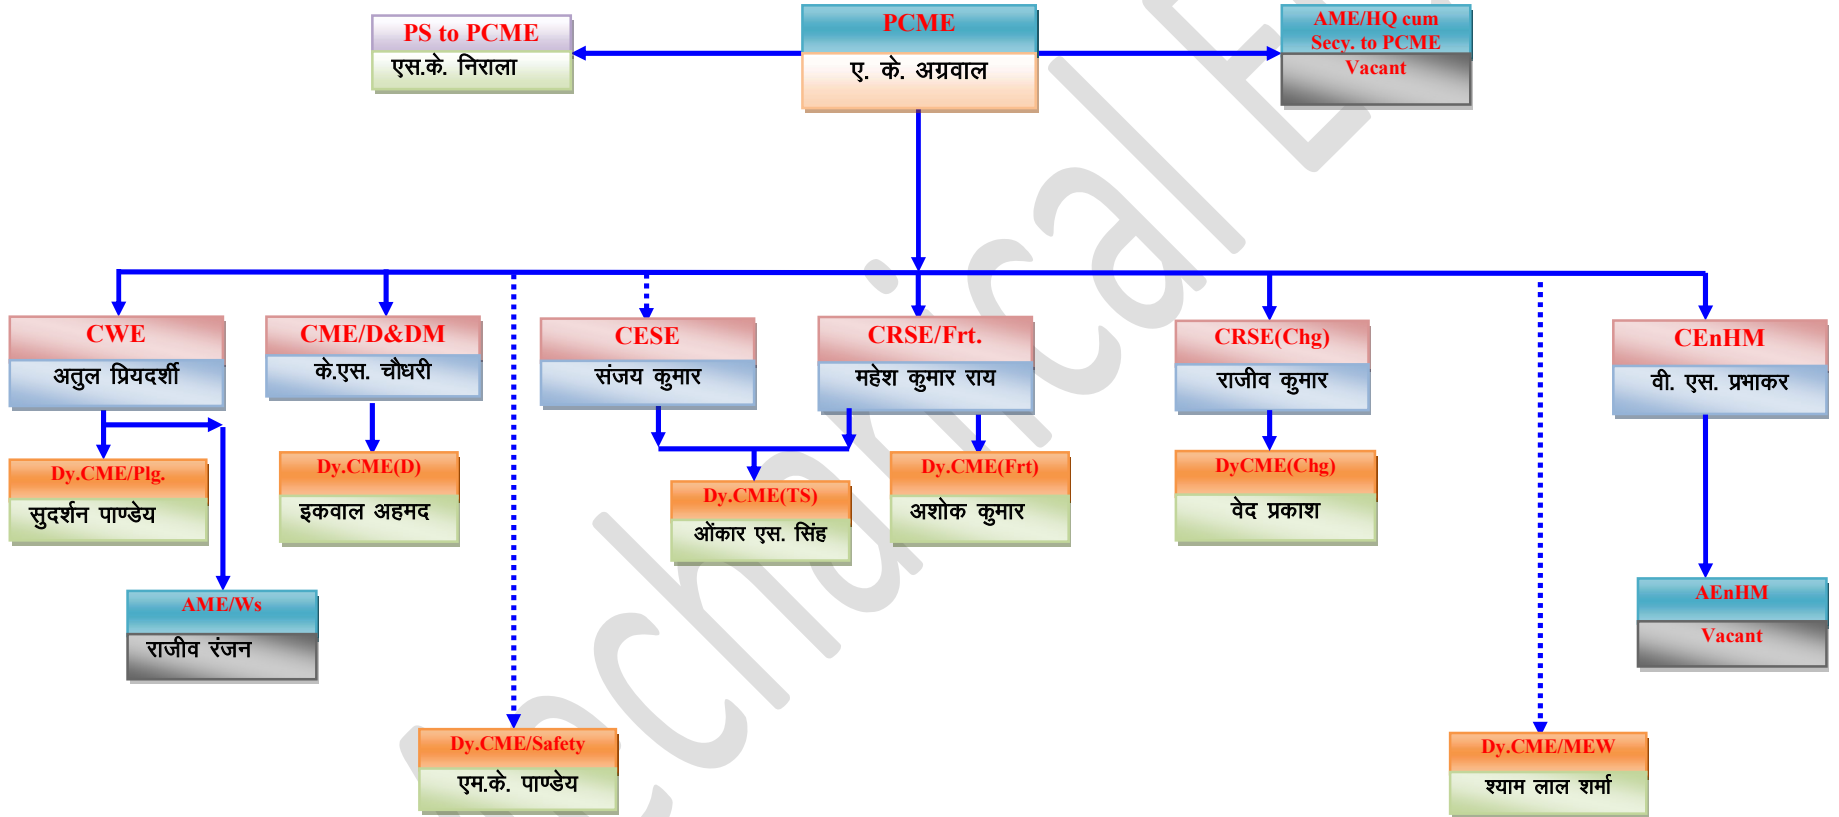 PS to PCME
एस.के. निराला
PCME
ए. के. अग्रवाल
AME/HQ cum
Secy. to PCME
Vacant
CWE
अतुल प्रियदर्शी
CME/D&DM
के.एस. चौधरी
CESE
संजय कुमार
CRSE/Frt.
महेश कुमार राय
CRSE(Chg)
राजीव कुमार
CEnHM
वी. एस. प्रभाकर
Dy.CME/Plg.
सुदर्शन पाण्डेय
Dy.CME(D)
इकवाल अहमद
Dy.CME(TS)
ओंकार एस. सिंह
Dy.CME(Frt)
अशोक कुमार
DyCME(Chg)
वेद प्रकाश
AME/Ws
राजीव रंजन
AEnHM
Vacant
Dy.CME/Safety
एम.के. पाण्डेय
Dy.CME/MEW
श्याम लाल शर्मा